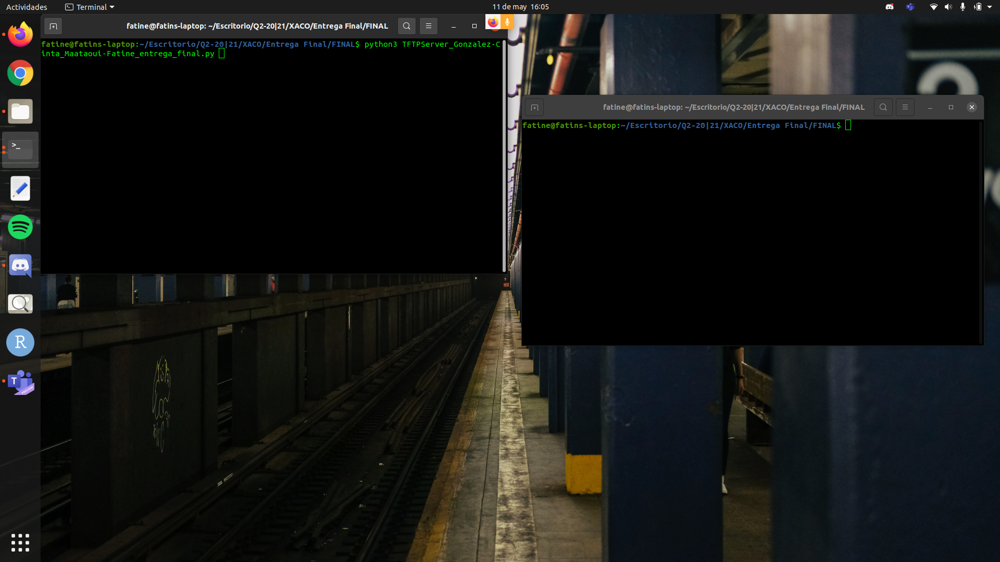 Actividades
Terminal
11 de may 16:05
fatine@fatins-laptop: ~/Escritorio/Q2-20|21/XACO/Entrega Final/FINAL
fatine@fatins-laptop:~/Escritorio/Q2-20|21/XACO/Entrega Final/FINAL$ python3 TFTPServer_Gonzalez-C
inta_Maataoui-Fatine_entrega_final.py
fatine@fatins-laptop: ~/Escritorio/Q2-20|21/XACO/Entrega Final/FINAL
fatine@fatins-laptop:~/Escritorio/Q2-20|21/XACO/Entrega Final/FINAL$
>_
R
T
PREVIEW
2